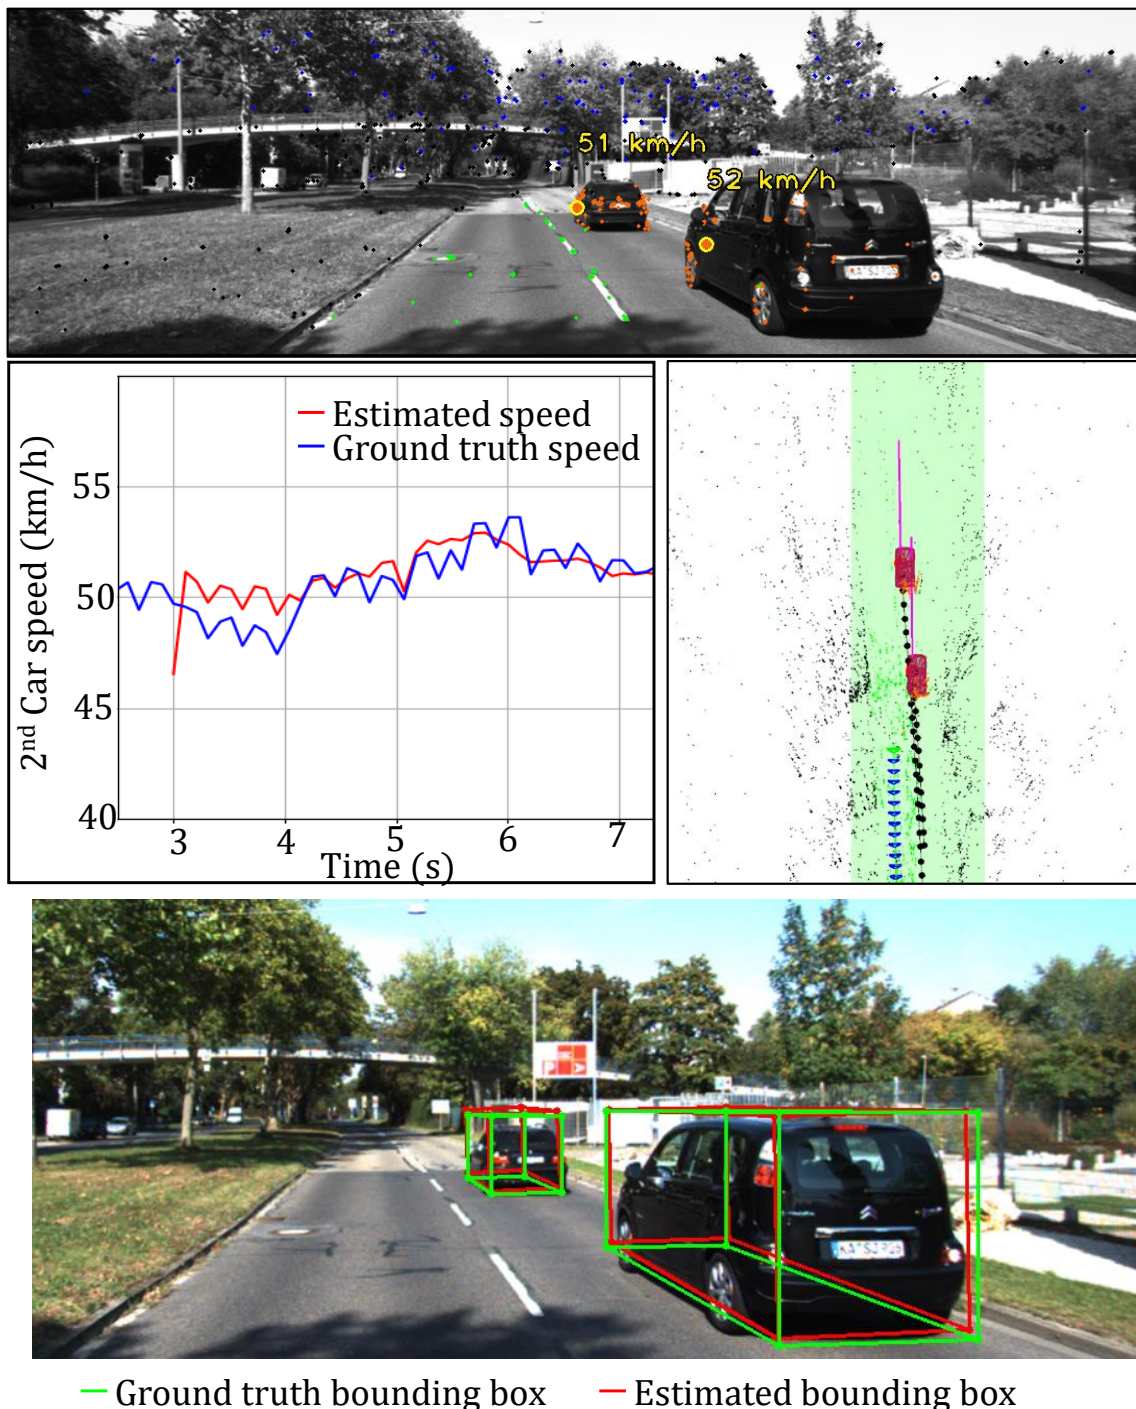 51 km/h
52 km/h
Estimated speed
Ground truth speed
2nd Car speed (km/h)
55
50
45
40
3 4 5 6 7
Time (s)
Ground truth bounding box
Estimated bounding box